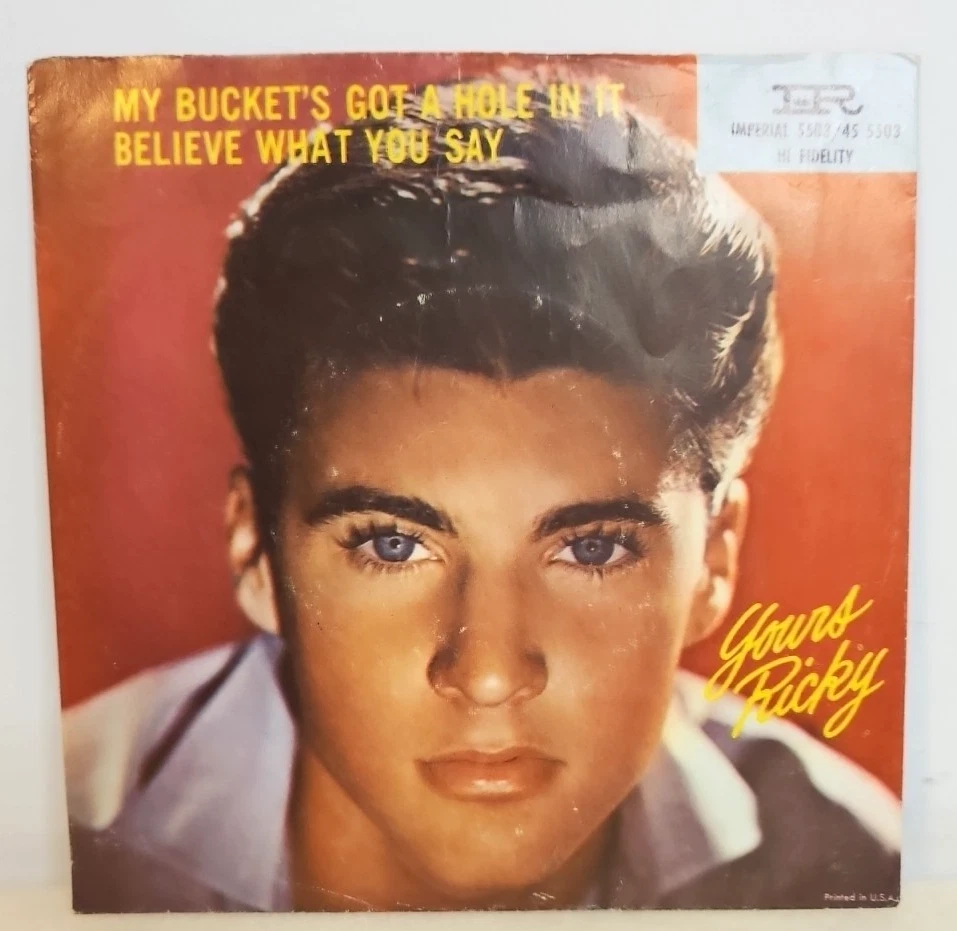 MY BUCKET'S GOT A HOLE IN IT
BELIEVE WHAT YOU SAY
IR
IMPERIAL 5503/45 5503
HI FIDELITY
Yours
Ricky
Printed in U.S.A.